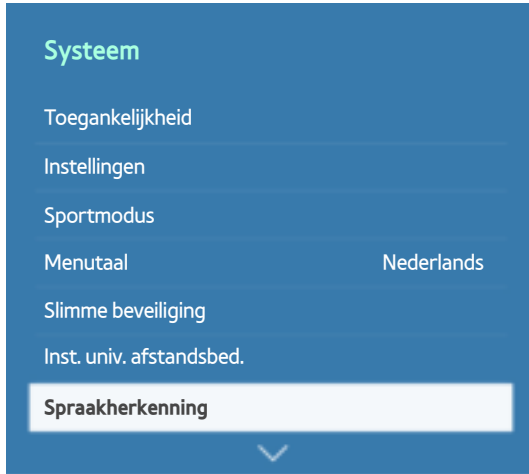 Systeem
Toegankelijkheid
Instellingen
Sportmodus
Menutaal Nederlands
Slimme beveiliging
Inst. univ. afstandsbed.
Spraakherkenning